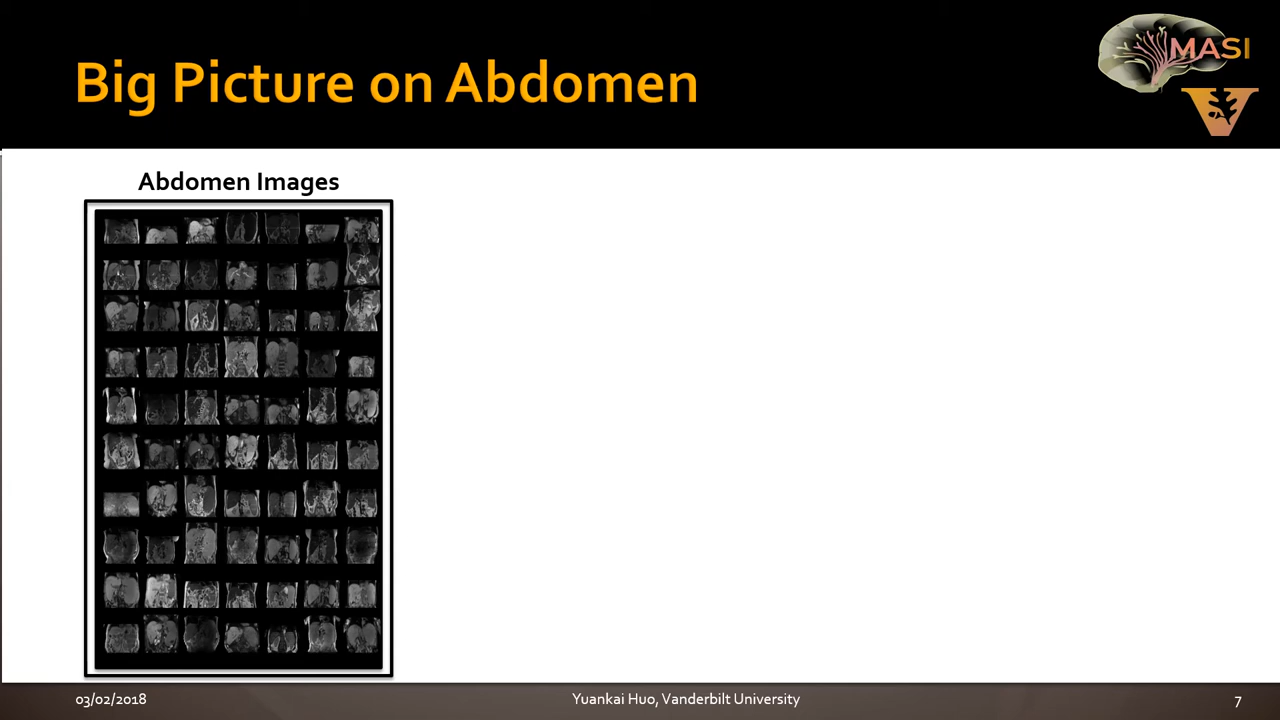 Big Picture on Abdomen
MASI
V
Abdomen Images
03/02/2018
Yuankai Huo, Vanderbilt University
7